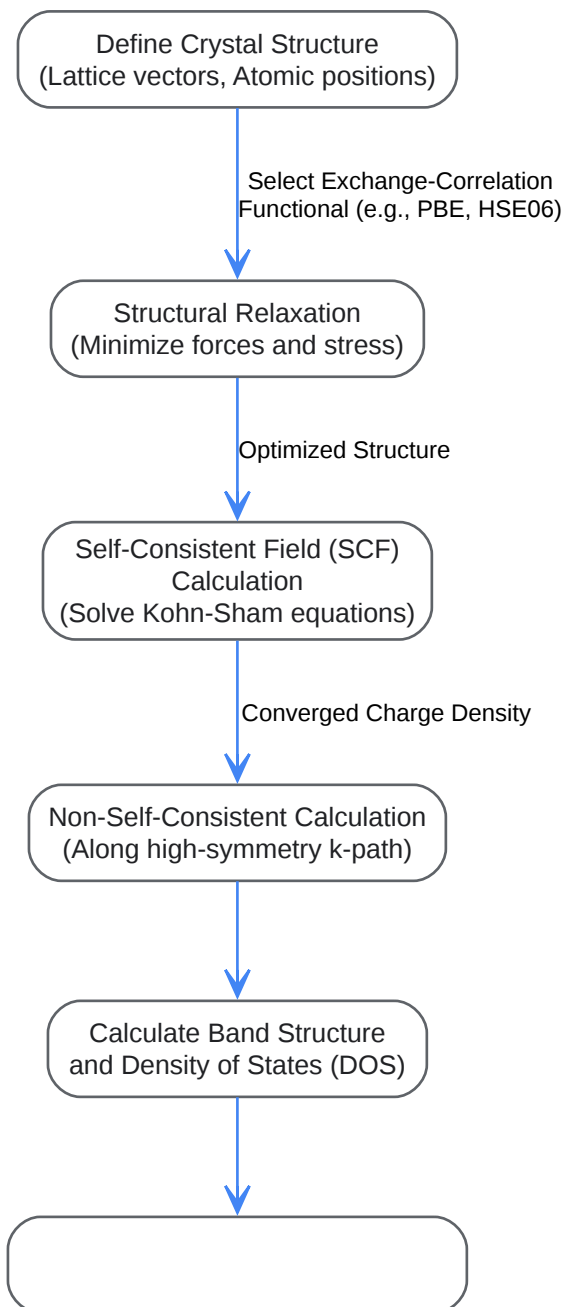 Define Crystal Structure
(Lattice vectors, Atomic positions)
Select Exchange-Correlation
Functional (e.g., PBE, HSE06)
Structural Relaxation
(Minimize forces and stress)
Optimized Structure
Self-Consistent Field (SCF)
Calculation
(Solve Kohn-Sham equations)
Converged Charge Density
Non-Self-Consistent Calculation
(Along high-symmetry k-path)
Calculate Band Structure
and Density of States (DOS)